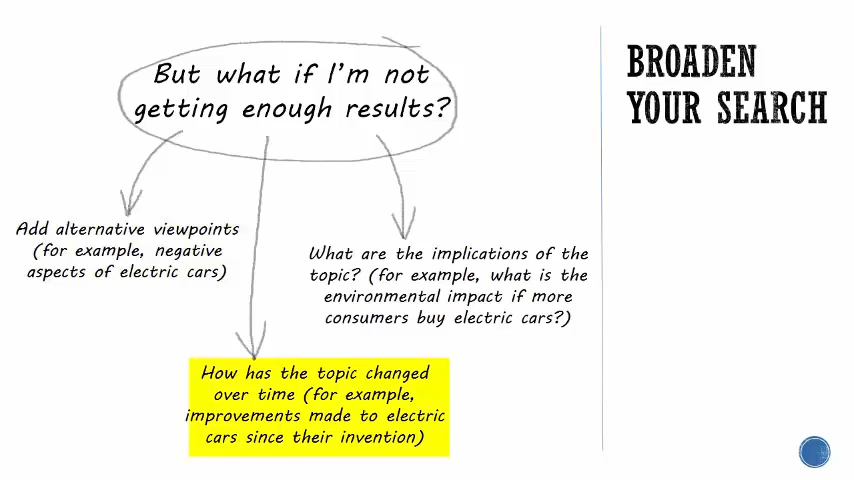 But what if I'm not
getting enough results?
BROADEN
YOUR SEARCH
Add alternative viewpoints
(for example, negative
aspects of electric cars)
What are the implications of the
topic? (for example, what is the
environmental impact if more
consumers buy electric cars?)
How has the topic changed
over time (for example,
improvements made to electric
cars since their invention)